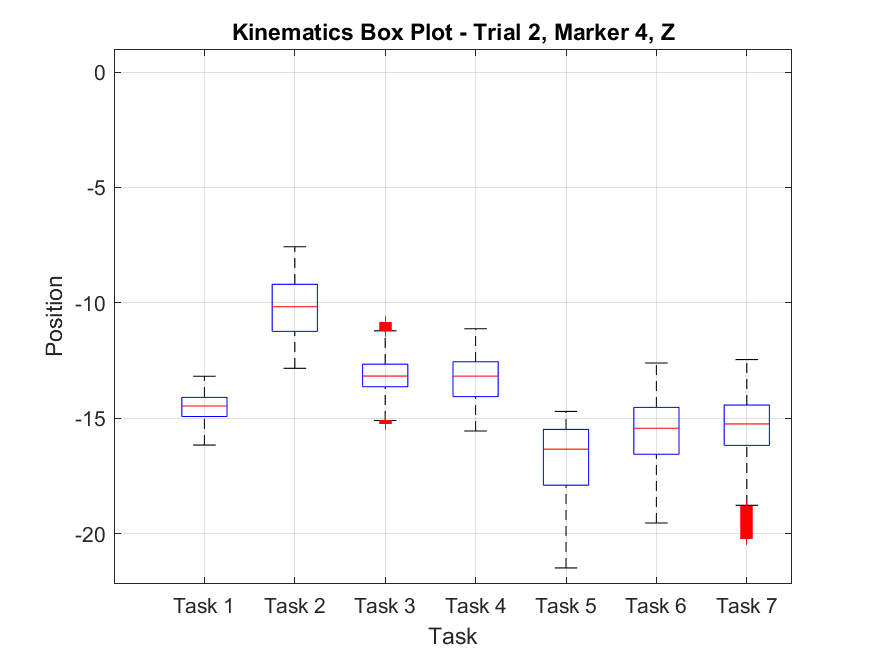 Kinematics Box Plot - Trial 2, Marker 4, Z
0
-5
-10
-15
-20
Position
Task 1 Task 2 Task 3 Task 4 Task 5 Task 6 Task 7
Task